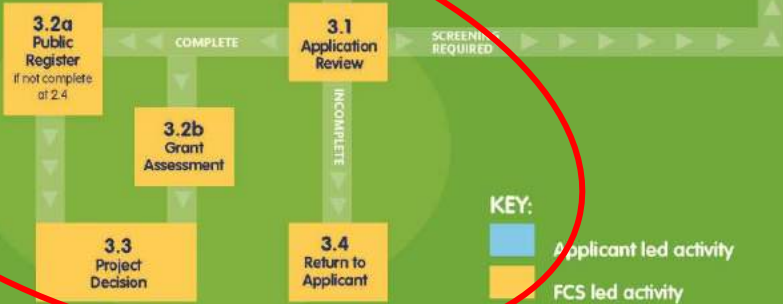 3.2a
Public
Register
if not complete
at 2.4
COMPLETE
3.1
Application
Review
SCREENING
REQUIRED
INCOMPLETE
3.2b
Grant
Assessment
3.3
Project
Decision
3.4
Return to
Applicant
KEY:
Applicant led activity
FCS led activity